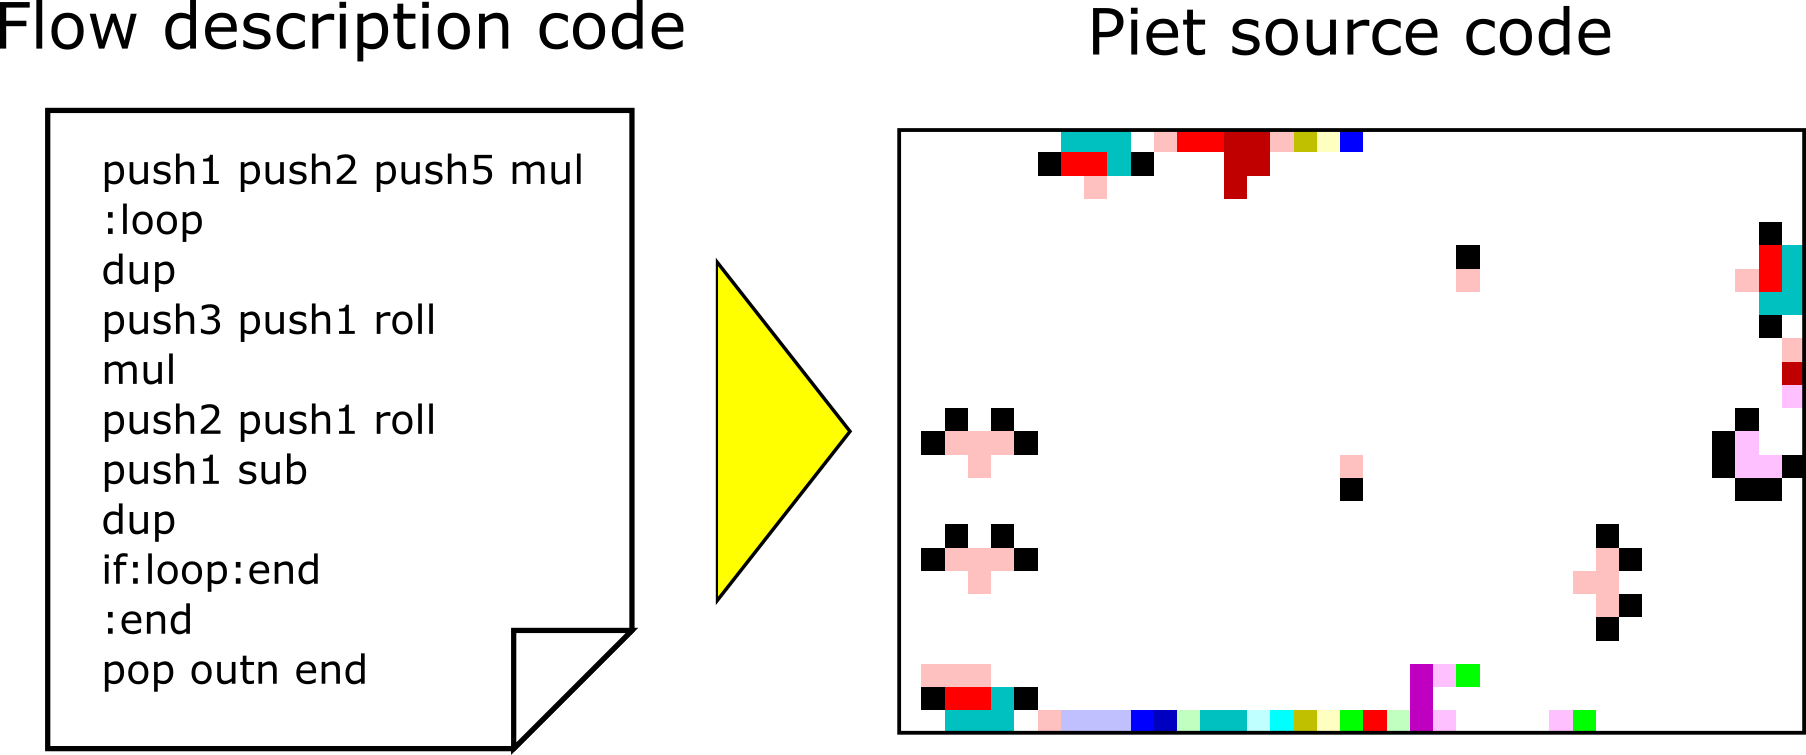 Flow description code
Piet source code
push1 push2 push5 mul
:loop
dup
push3 push1 roll
mul
push2 push1 roll
push1 sub
dup
if:loop:end
:end
pop outn end